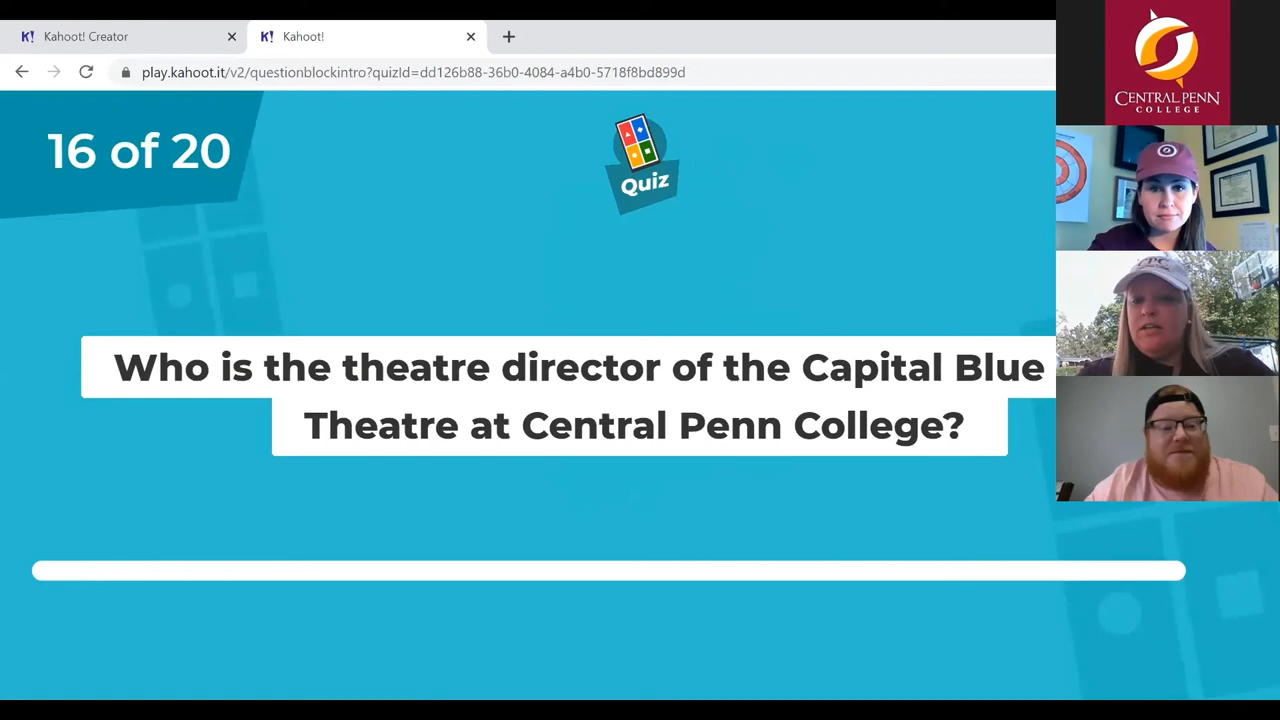 K! Kahoot! Creator
K! Kahoot!
play.kahoot.it/v2/questionblockintro?quizId=dd126b88-36b0-4084-a4b0-5718f8bd899d
16 of 20
Quiz
Who is the theatre director of the Capital Blue
Theatre at Central Penn College?
CENTRAL PENN
COLLEGE